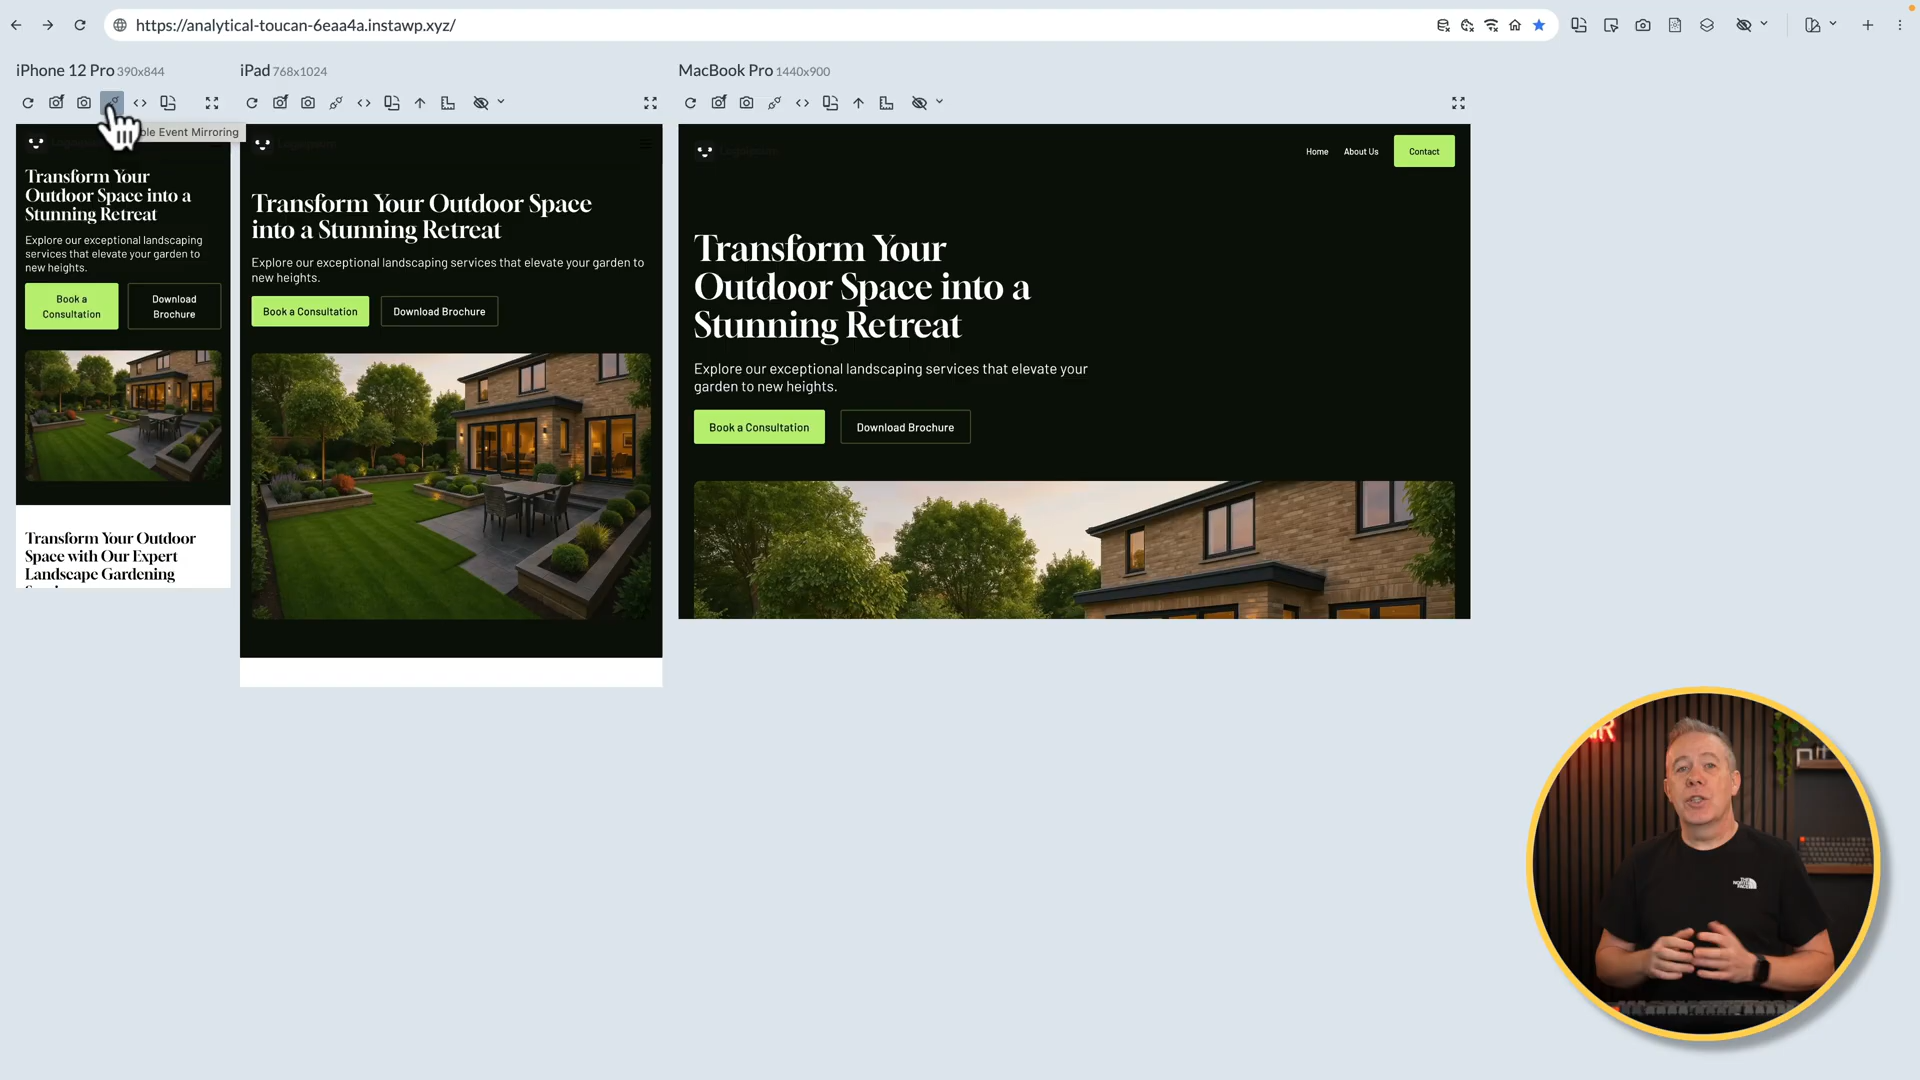 https://analytical-toucan-6eaa4a.instawp.xyz/
iPhone 12 Pro 390x844
iPad 768x1024
MacBook Pro 1440x900
Event Mirroring
Transform Your
Outdoor Space into a
Stunning Retreat
Explore our exceptional landscaping
services that elevate your garden to
new heights.
Book a
Consultation
Download
Brochure
Transform Your Outdoor
Space with Our Expert
Landscape Gardening
Transform Your Outdoor Space
into a Stunning Retreat
Explore our exceptional landscaping services that elevate your garden to
new heights.
Book a Consultation
Download Brochure
Home
About Us
Contact
Transform Your
Outdoor Space into a
Stunning Retreat
Explore our exceptional landscaping services that elevate your
garden to new heights.
Book a Consultation
Download Brochure
THE
NORTH
FACE